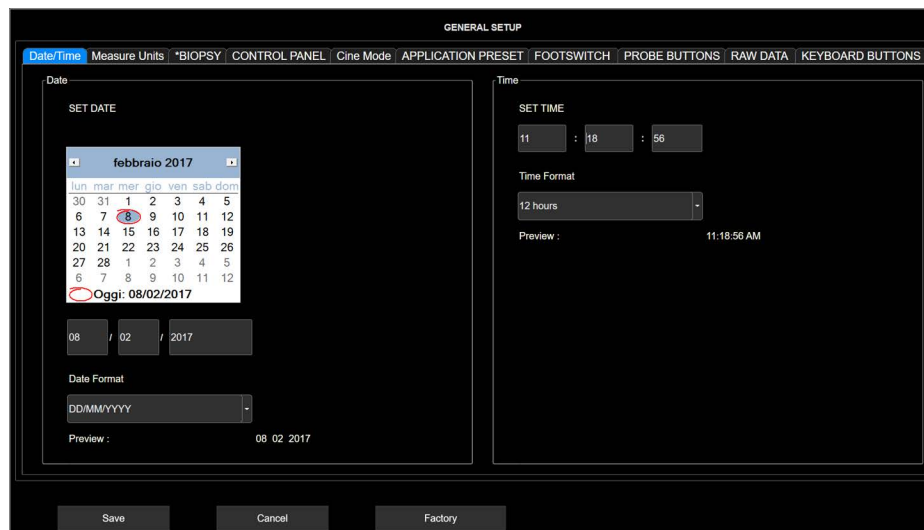 GENERAL SETUP
Date/Time Measure Units *BIOPSY CONTROL PANEL Cine Mode APPLICATION PRESET FOOTSWITCH PROBE BUTTONS RAW DATA KEYBOARD BUTTONS
Date
SET DATE
febbraio 2017
lun mar mer gio ven sab dom
30 31 1 2 3 4 5
6 7 8 9 10 11 12
13 14 15 16 17 18 19
20 21 22 23 24 25 26
27 28 1 2 3 4 5
6 7 8 9 10 11 12
Oggi: 08/02/2017
08 / 02 / 2017
Date Format
DD/MM/YYYY
Preview : 08 02 2017
Time
SET TIME
11 : 18 : 56
Time Format
12 hours
Preview : 11:18:56 AM
Save Cancel Factory